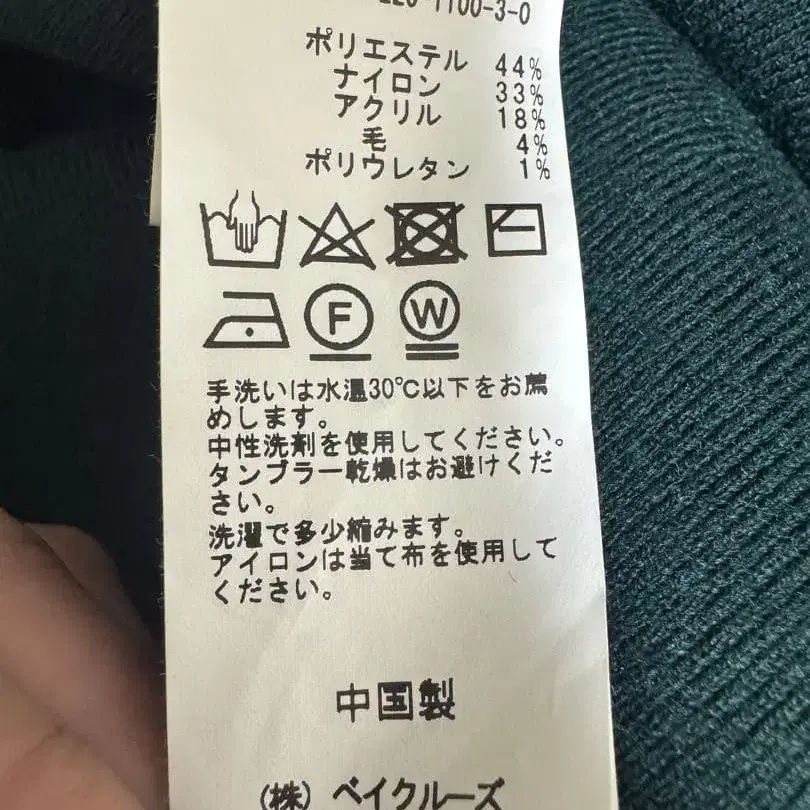 1100-3-0
ポリエステル 44%
ナイロン 33%
アクリル 18%
毛 4%
ポリウレタン 1%
F W
手洗いは水温30℃以下をお薦
めします。
中性洗剤を使用してください。
タンブラー乾燥はお避けくだ
さい。
洗濯で多少縮みます。
アイロンは当て布を使用して
ください。
中国製
(株) ベイクルーズ